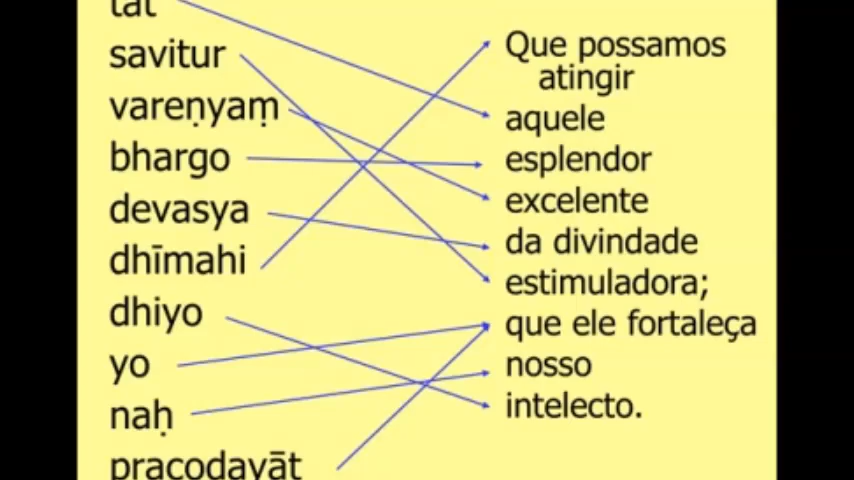 tat
savitur
vareṇyaṃ
bhargo
devasya
dhīmahi
dhiyo
yo
naḥ
pracodayāt
Que possamos
atingir
aquele
esplendor
excelente
da divindade
estimuladora;
que ele fortaleça
nosso
intelecto.